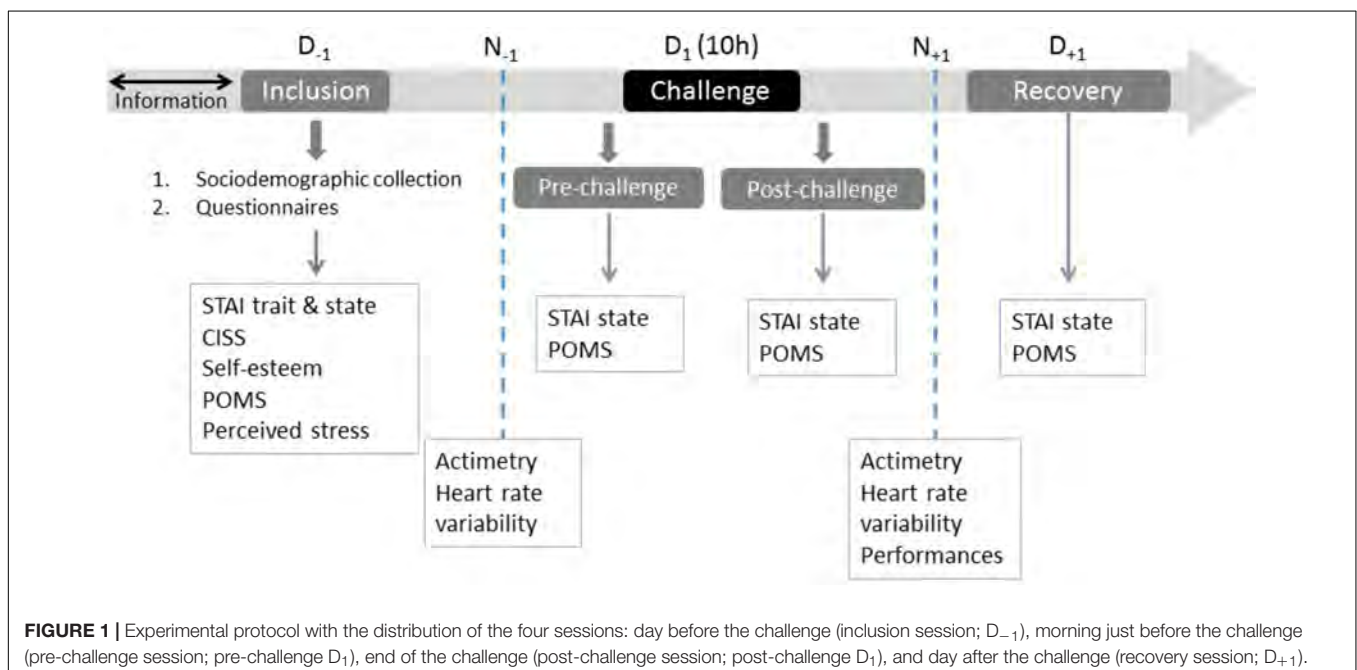 D₋₁ N₋₁ D₁ (10h) N₊₁ D₊₁
Information Inclusion Challenge Recovery
1. Sociodemographic collection
2. Questionnaires
Pre-challenge Post-challenge
STAI trait & state
CISS
Self-esteem
POMS
Perceived stress
STAI state
POMS
STAI state
POMS
STAI state
POMS
Actimetry
Heart rate
variability
Actimetry
Heart rate
variability
Performances
FIGURE 1 | Experimental protocol with the distribution of the four sessions: day before the challenge (inclusion session; D₋₁), morning just before the challenge
(pre-challenge session; pre-challenge D₁), end of the challenge (post-challenge session; post-challenge D₁), and day after the challenge (recovery session; D₊₁).